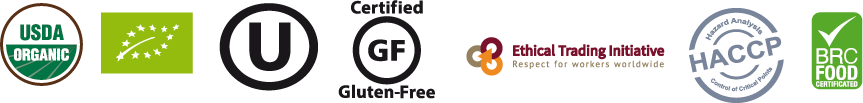 USDA
ORGANIC
U
Certified
GF
Gluten-Free
Ethical Trading Initiative
Respect for workers worldwide
Hazard Analysis
HACCP
Control of Critical Points
BRC
FOOD
CERTIFICATED